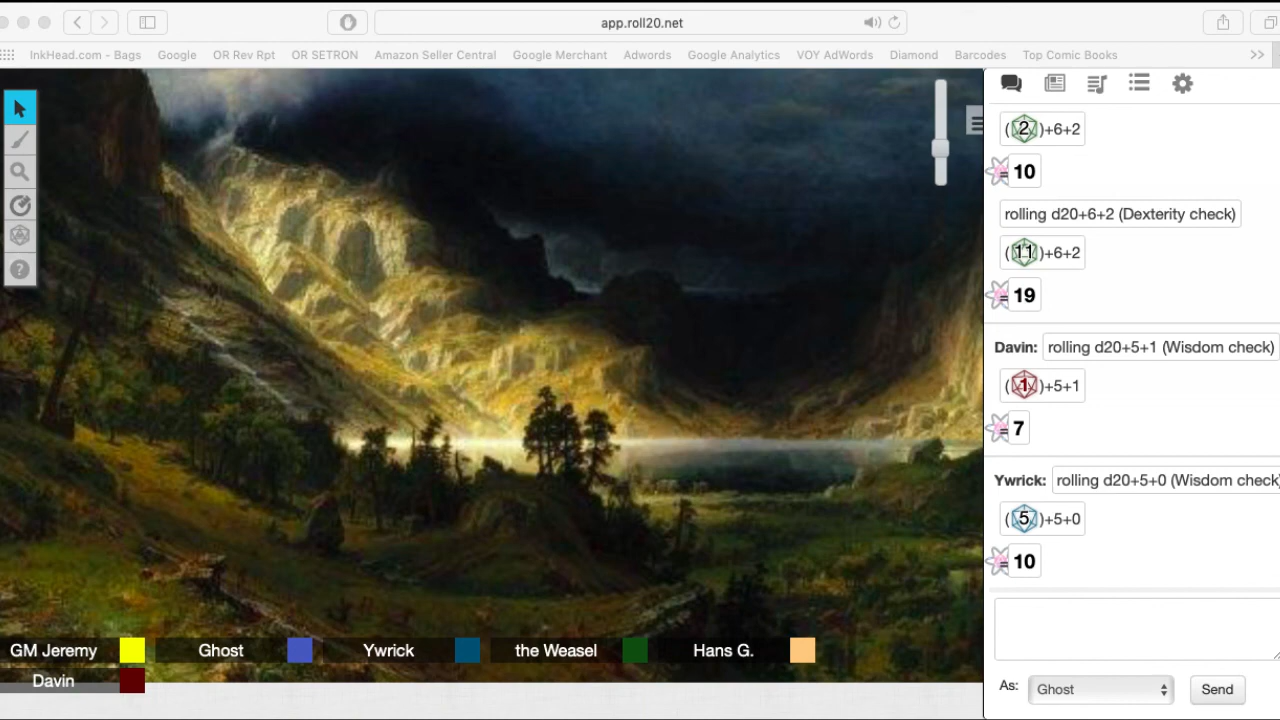 app.roll20.net
InkHead.com - Bags Google OR Rev Rpt OR SETRON Amazon Seller Central Google Merchant Adwords Google Analytics VOY AdWords Diamond Barcodes Top Comic Books >>
(2)+6+2
= 10
rolling d20+6+2 (Dexterity check)
(11)+6+2
= 19
Davin: rolling d20+5+1 (Wisdom check)
(1)+5+1
= 7
Ywrick: rolling d20+5+0 (Wisdom check
(5)+5+0
= 10
As: Ghost Send
GM Jeremy Ghost Ywrick the Weasel Hans G.
Davin